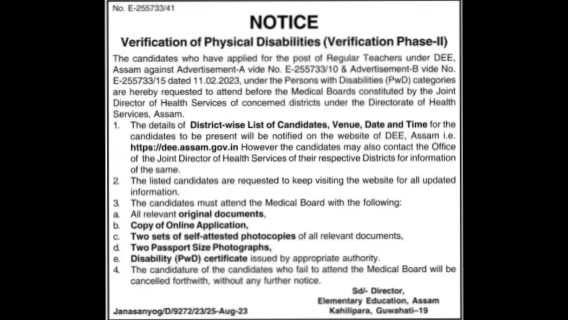 No. E-255733/41
NOTICE
Verification of Physical Disabilities (Verification Phase-II)
The candidates who have applied for the post of Regular Teachers under DEE,
Assam against Advertisement-A vide No. E-255733/10 & Advertisement-B vide No.
E-255733/15 dated 11.02.2023, under the Persons with Disabilities (PwD) categories
are hereby requested to attend before the Medical Boards constituted by the Joint
Director of Health Services of concerned districts under the Directorate of Health
Services, Assam.
1. The details of District-wise List of Candidates, Venue, Date and Time for the
candidates to be present will be notified on the website of DEE, Assam i.e.
https://dee.assam.gov.in However the candidates may also contact the Office
of the Joint Director of Health Services of their respective Districts for information
of the same.
2. The listed candidates are requested to keep visiting the website for all updated
information.
3. The candidates must attend the Medical Board with the following:
a. All relevant original documents,
b. Copy of Online Application,
c. Two sets of self-attested photocopies of all relevant documents,
d. Two Passport Size Photographs,
e. Disability (PwD) certificate issued by appropriate authority.
4. The candidature of the candidates who fail to attend the Medical Board will be
cancelled forthwith, without any further notice.
Sd/- Director,
Elementary Education, Assam
Janasanyog/D/9272/23/25-Aug-23 Kahilipara, Guwahati-19